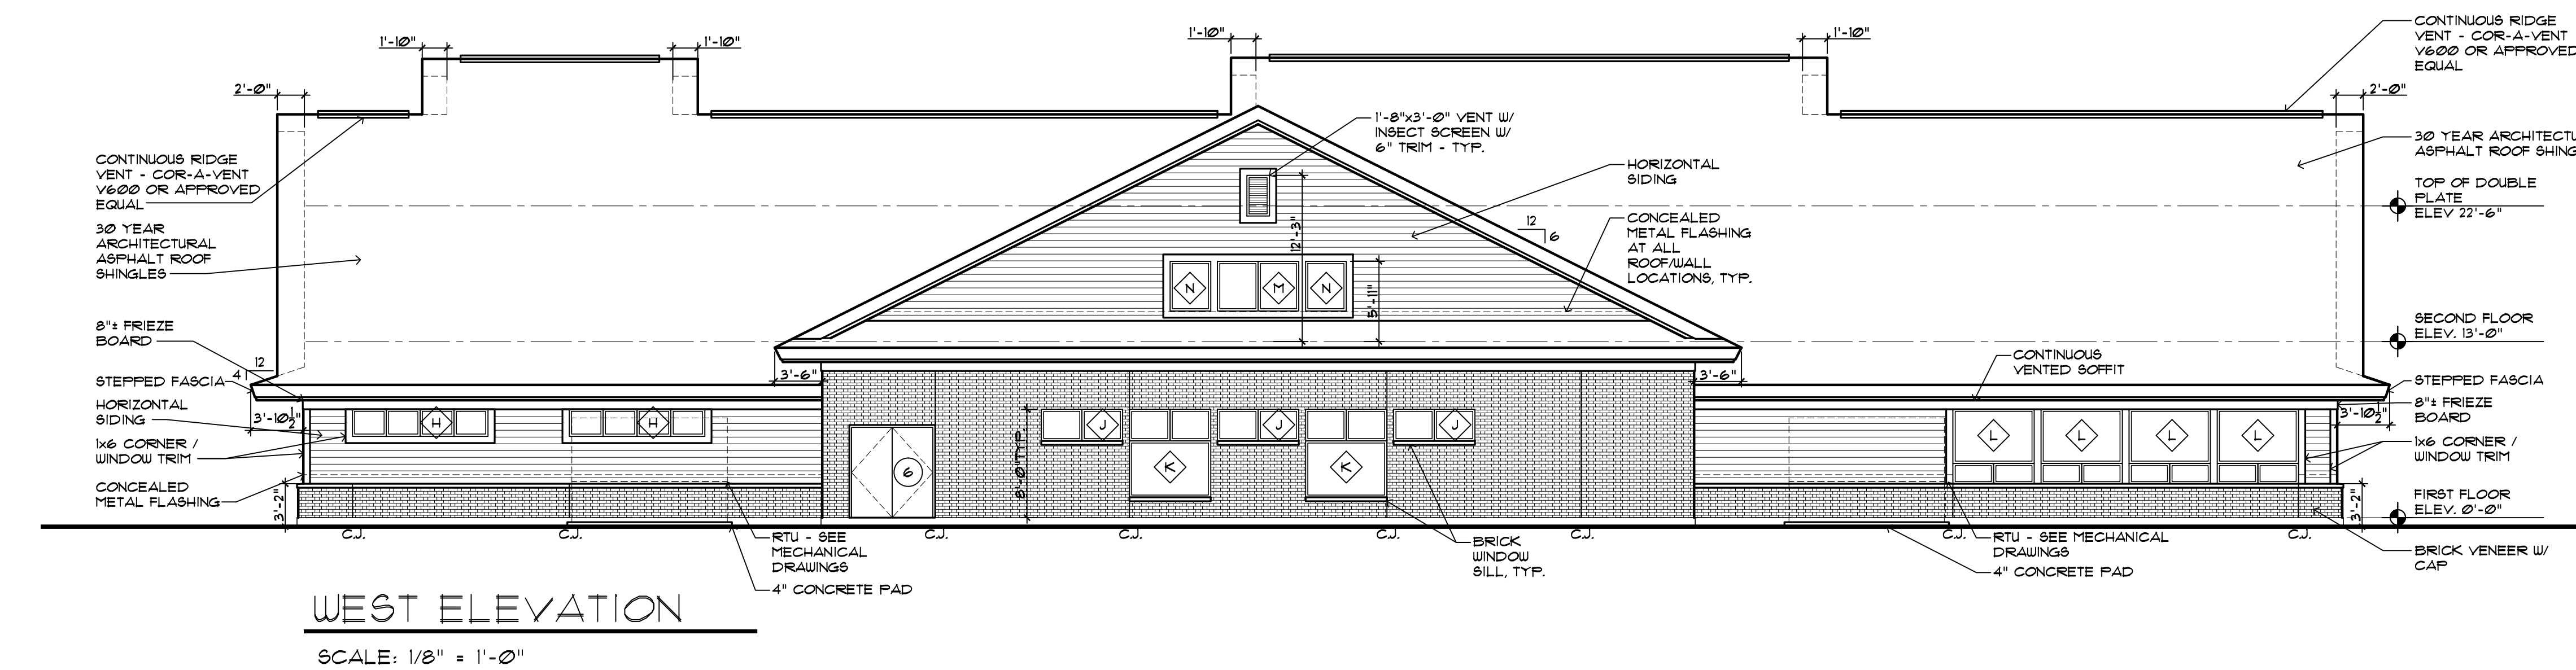 1'-10"
1'-10"
1'-10"
1'-10"
2'-0"
2'-0"
CONTINUOUS RIDGE
VENT - COR-A-VENT
V600 OR APPROVED
EQUAL
30 YEAR
ARCHITECTURAL
ASPHALT ROOF
SHINGLES
8"± FRIEZE
BOARD
12
4
STEPPED FASCIA
HORIZONTAL
SIDING
3'-10 1/2"
1x6 CORNER /
WINDOW TRIM
CONCEALED
METAL FLASHING
3'-2"
H
H
3'-6"
6
8'-0" TYP.
1'-8"x3'-0" VENT W/
INSECT SCREEN W/
6" TRIM - TYP.
HORIZONTAL
SIDING
CONCEALED
METAL FLASHING
AT ALL
ROOF/WALL
LOCATIONS, TYP.
12
6
12'-3"
5'-11"
N
M
N
J
J
J
K
K
3'-6"
CONTINUOUS
VENTED SOFFIT
L
L
L
L
CONTINUOUS RIDGE
VENT - COR-A-VENT
V600 OR APPROVED
EQUAL
30 YEAR
ASPHALT ROOF
TOP OF DOUBLE
PLATE
ELEV 22'-6"
SECOND FLOOR
ELEV. 13'-0"
STEPPED FASCIA
8"± FRIEZE
BOARD
3'-10 1/2"
1x6 CORNER /
WINDOW TRIM
FIRST FLOOR
ELEV. 0'-0"
3'-2"
BRICK VENEER W/
CAP
C.J.
C.J.
C.J.
C.J.
C.J.
C.J.
C.J.
C.J.
RTU - SEE
MECHANICAL
DRAWINGS
4" CONCRETE PAD
BRICK
WINDOW
SILL, TYP.
RTU - SEE MECHANICAL
DRAWINGS
4" CONCRETE PAD
WEST ELEVATION
SCALE: 1/8" = 1'-0"